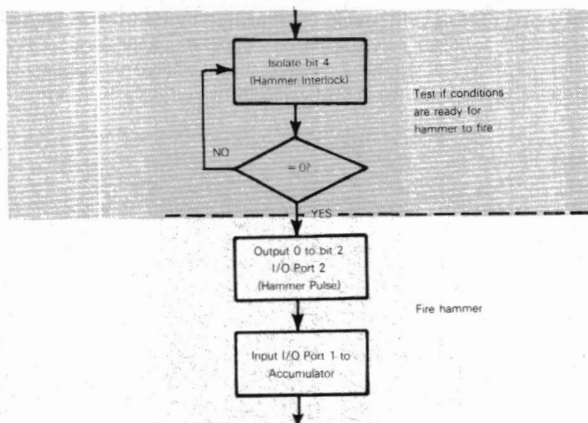 Isolate bit 4
(Hammer Interlock)
Test if conditions
are ready for
hammer to fire
NO
= 0?
YES
Output 0 to bit 2
I/O Port 2
(Hammer Pulse)
Fire hammer
Input I/O Port 1 to
Accumulator